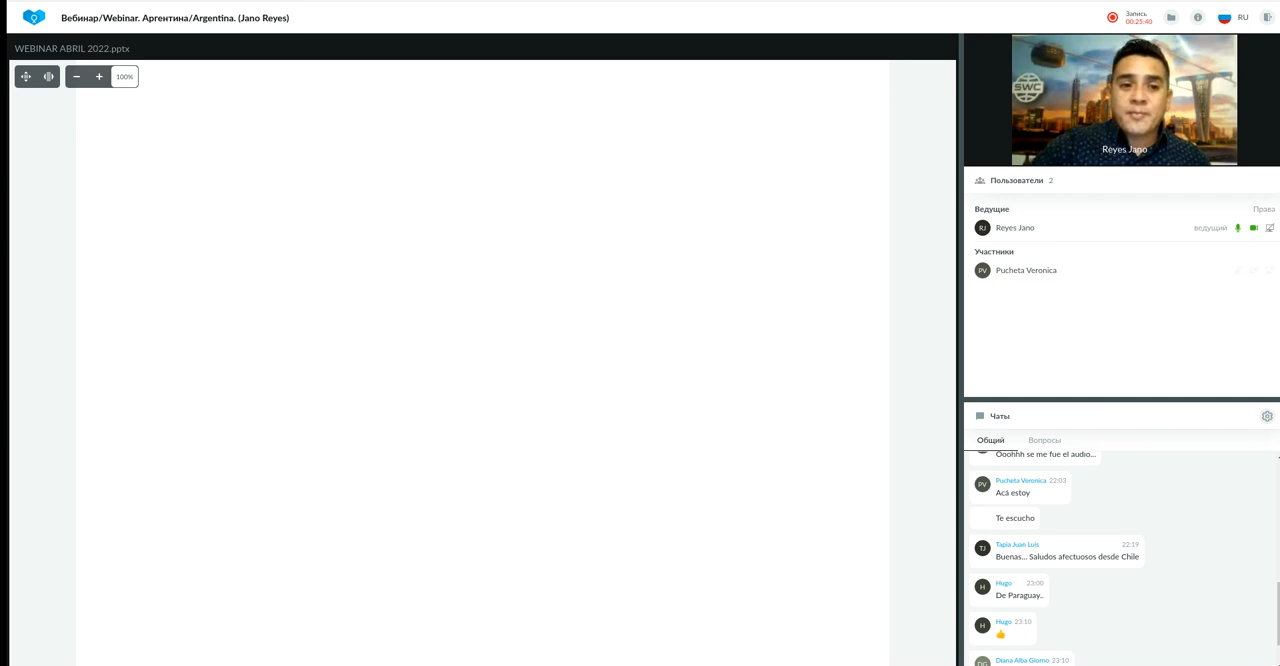 Вебинар/Webinar. Аргентина/Argentina. (Jano Reyes)
Запись
00:25:40
RU
WEBINAR ABRIL 2022.pptx
100%
SWC
Reyes Jano
Пользователи 2
Ведущие Права
RJ Reyes Jano ведущий
Участники
PV Pucheta Veronica
Чаты
Общий Вопросы
Ooohhh se me fue el audio...
PV Pucheta Veronica 22:03
Acá estoy
Te escucho
TJ Tapia Juan Luis 22:19
Buenas... Saludos afectuosos desde Chile
H Hugo 23:00
De Paraguay..
H Hugo 23:10
👍
DG Diana Alba Giorno 23:10